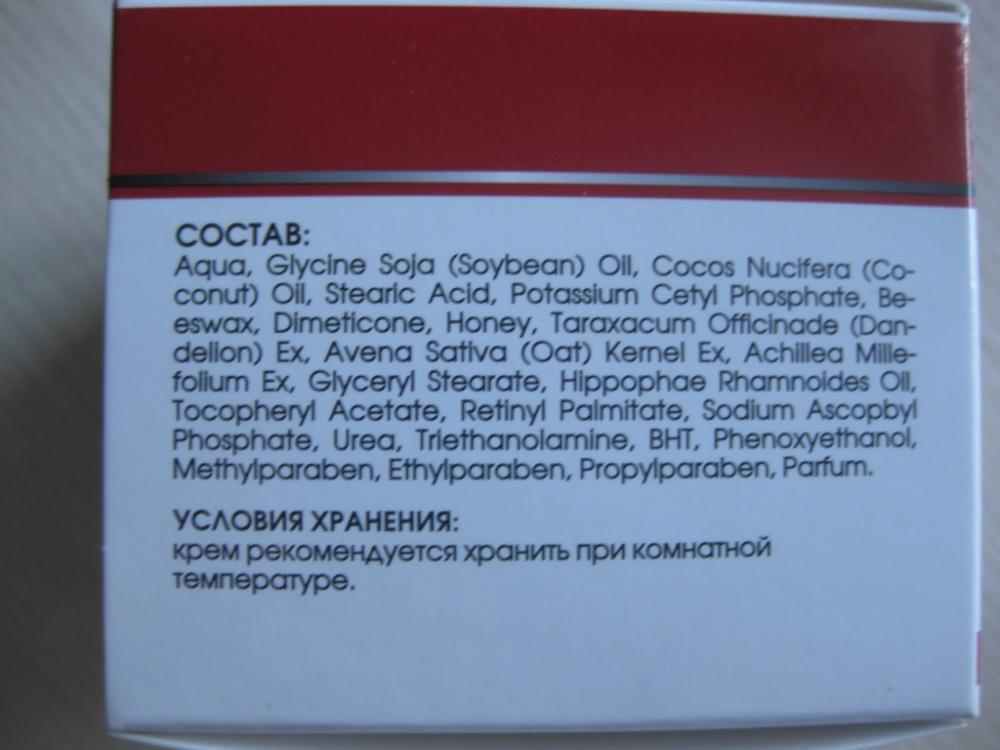 СОСТАВ:
Aqua, Glycine Soja (Soybean) Oil, Cocos Nucifera (Co-
conut) Oil, Stearic Acid, Potassium Cetyl Phosphate, Be-
eswax, Dimeticone, Honey, Taraxacum Officinade (Dan-
delion) Ex, Avena Sativa (Oat) Kernel Ex, Achillea Mille-
folium Ex, Glyceryl Stearate, Hippophae Rhamnoides Oil,
Tocopheryl Acetate, Retinyl Palmitate, Sodium Ascopbyl
Phosphate, Urea, Triethanolamine, BHT, Phenoxyethanol,
Methylparaben, Ethylparaben, Propylparaben, Parfum.
УСЛОВИЯ ХРАНЕНИЯ:
крем рекомендуется хранить при комнатной
температуре.